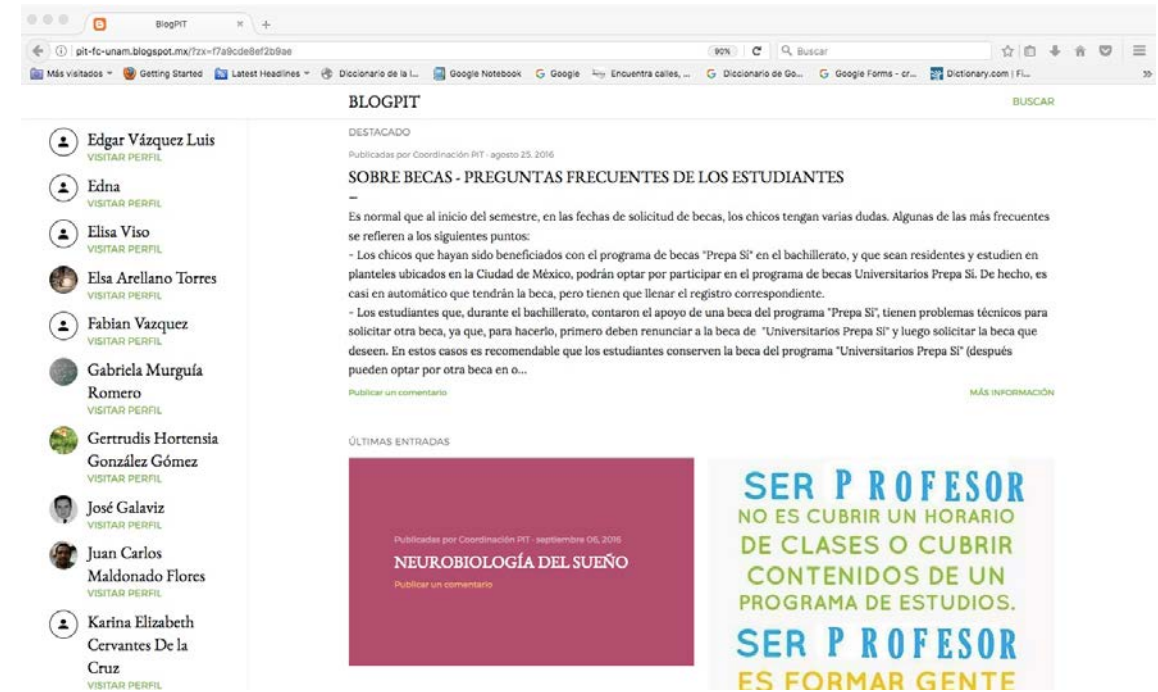 BlogPIT
pit-fc-unam.blogspot.mx/?zx=f7a9cde8ef2b9ae
90%
Buscar
Más visitados
Getting Started
Latest Headlines
Diccionario de la l...
Google Notebook
Google
Encuentra calles, ...
Diccionario de Go...
Google Forms - cr...
Dictionary.com | Fi...
BLOGPIT
BUSCAR
Edgar Vázquez Luis
VISITAR PERFIL
Edna
VISITAR PERFIL
Elisa Viso
VISITAR PERFIL
Elsa Arellano Torres
VISITAR PERFIL
Fabian Vazquez
VISITAR PERFIL
Gabriela Murguía
Romero
VISITAR PERFIL
Gertrudis Hortensia
González Gómez
VISITAR PERFIL
José Galaviz
VISITAR PERFIL
Juan Carlos
Maldonado Flores
VISITAR PERFIL
Karina Elizabeth
Cervantes De la
Cruz
VISITAR PERFIL
DESTACADO
Publicadas por Coordinación PIT - agosto 25, 2016
SOBRE BECAS - PREGUNTAS FRECUENTES DE LOS ESTUDIANTES
Es normal que al inicio del semestre, en las fechas de solicitud de becas, los chicos tengan varias dudas. Algunas de las más frecuentes
se refieren a los siguientes puntos:
- Los chicos que hayan sido beneficiados con el programa de becas "Prepa Sí" en el bachillerato, y que sean residentes y estudien en
planteles ubicados en la Ciudad de México, podrán optar por participar en el programa de becas Universitarios Prepa Sí. De hecho, es
casi en automático que tendrán la beca, pero tienen que llenar el registro correspondiente.
- Los estudiantes que, durante el bachillerato, contaron el apoyo de una beca del programa "Prepa Sí", tienen problemas técnicos para
solicitar otra beca, ya que, para hacerlo, primero deben renunciar a la beca de "Universitarios Prepa Sí" y luego solicitar la beca que
deseen. En estos casos es recomendable que los estudiantes conserven la beca del programa "Universitarios Prepa Sí" (después
pueden optar por otra beca en o...
Publicar un comentario
MÁS INFORMACIÓN
ÚLTIMAS ENTRADAS
Publicadas por Coordinación PIT - septiembre 06, 2016
NEUROBIOLOGÍA DEL SUEÑO
Publicar un comentario
SER PROFESOR
NO ES CUBRIR UN HORARIO
DE CLASES O CUBRIR
CONTENIDOS DE UN
PROGRAMA DE ESTUDIOS.
SER PROFESOR
ES FORMAR GENTE